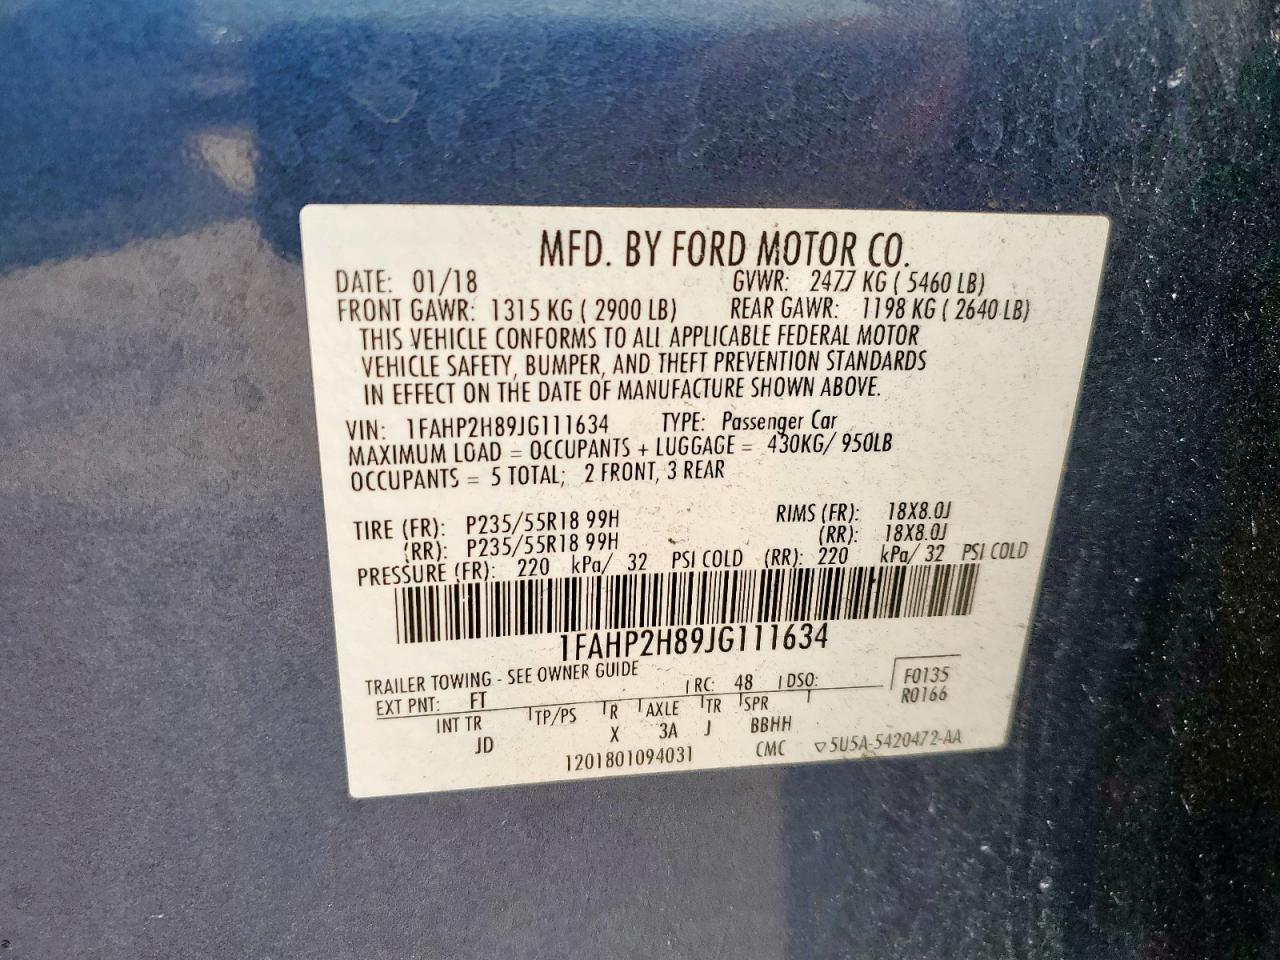 MFD. BY FORD MOTOR CO.
DATE: 01/18 GVWR: 2477 KG ( 5460 LB)
FRONT GAWR: 1315 KG ( 2900 LB) REAR GAWR: 1198 KG ( 2640 LB)
THIS VEHICLE CONFORMS TO ALL APPLICABLE FEDERAL MOTOR
VEHICLE SAFETY, BUMPER, AND THEFT PREVENTION STANDARDS
IN EFFECT ON THE DATE OF MANUFACTURE SHOWN ABOVE.
VIN: 1FAHP2H89JG111634 TYPE: Passenger Car
MAXIMUM LOAD = OCCUPANTS + LUGGAGE = 430KG/ 950LB
OCCUPANTS = 5 TOTAL; 2 FRONT, 3 REAR
TIRE (FR): P235/55R18 99H RIMS (FR): 18X8.0J
(RR): P235/55R18 99H (RR): 18X8.0J
PRESSURE (FR): 220 kPa/ 32 PSI COLD (RR): 220 kPa/ 32 PSI COLD
1FAHP2H89JG111634
TRAILER TOWING - SEE OWNER GUIDE
EXT PNT: FT RC: 48 DSO: F0135
R0166
INT TR TP/PS R AXLE TR SPR
JD X 3A J BBHH
1201801094031 CMC ▽5U5A-5420472-AA